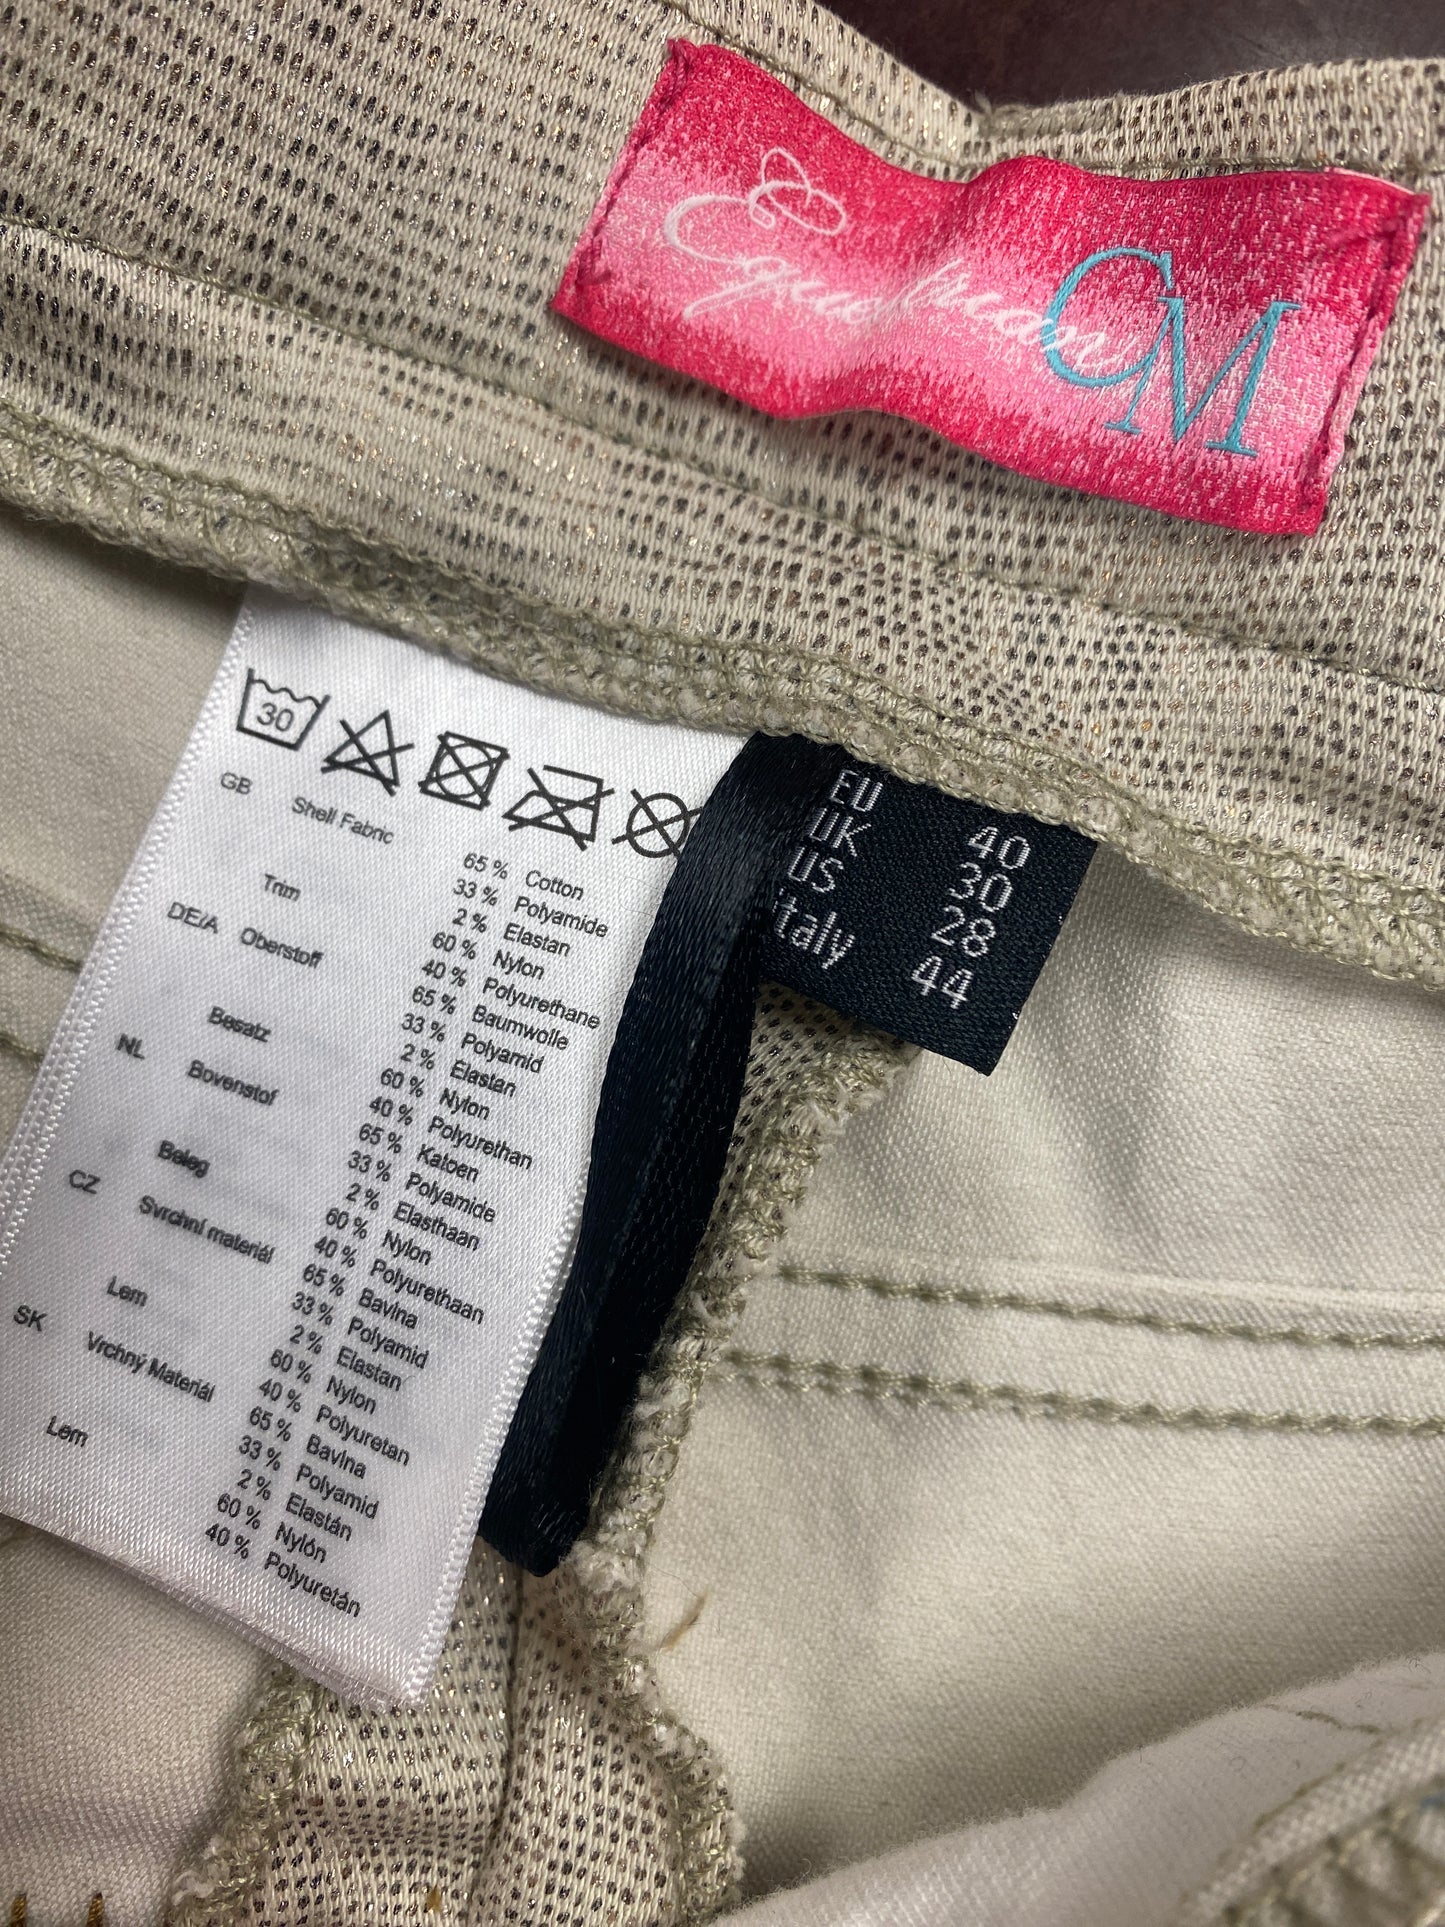 Equestrian CM
30
GB Shell Fabric 65 % Cotton
33 % Polyamide
2 % Elastan
Trim 60 % Nylon
40 % Polyurethane
DE/A Oberstoff 65 % Baumwolle
33 % Polyamid
2 % Elastan
Besatz 60 % Nylon
40 % Polyurethan
NL Bovenstof 65 % Katoen
33 % Polyamide
2 % Elasthaan
Beleg 60 % Nylon
40 % Polyurethaan
CZ Svrchní materiál 65 % Bavlna
33 % Polyamid
2 % Elastan
Lem 60 % Nylon
40 % Polyuretan
SK Vrchný Materiál 65 % Bavlna
33 % Polyamid
2 % Elastán
Lem 60 % Nylón
40 % Polyuretán
EU 40
UK 30
US 28
Italy 44